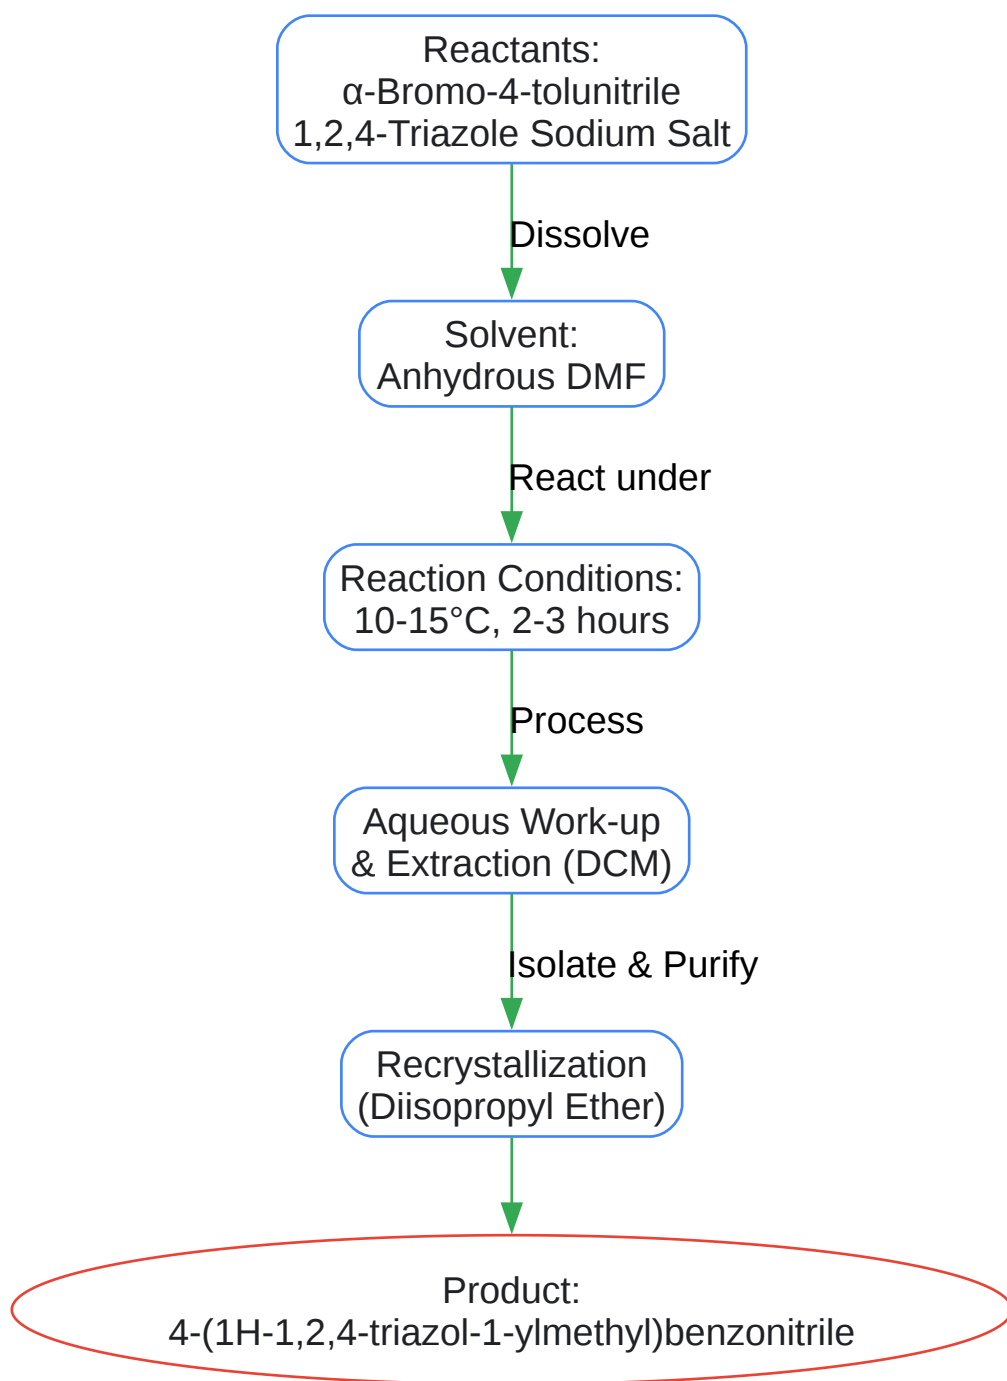 Reactants:
α-Bromo-4-tolunitrile
1,2,4-Triazole Sodium Salt
Dissolve
Solvent:
Anhydrous DMF
React under
Reaction Conditions:
10-15°C, 2-3 hours
Process
Aqueous Work-up
& Extraction (DCM)
Isolate & Purify
Recrystallization
(Diisopropyl Ether)
Product:
4-(1H-1,2,4-triazol-1-ylmethyl)benzonitrile